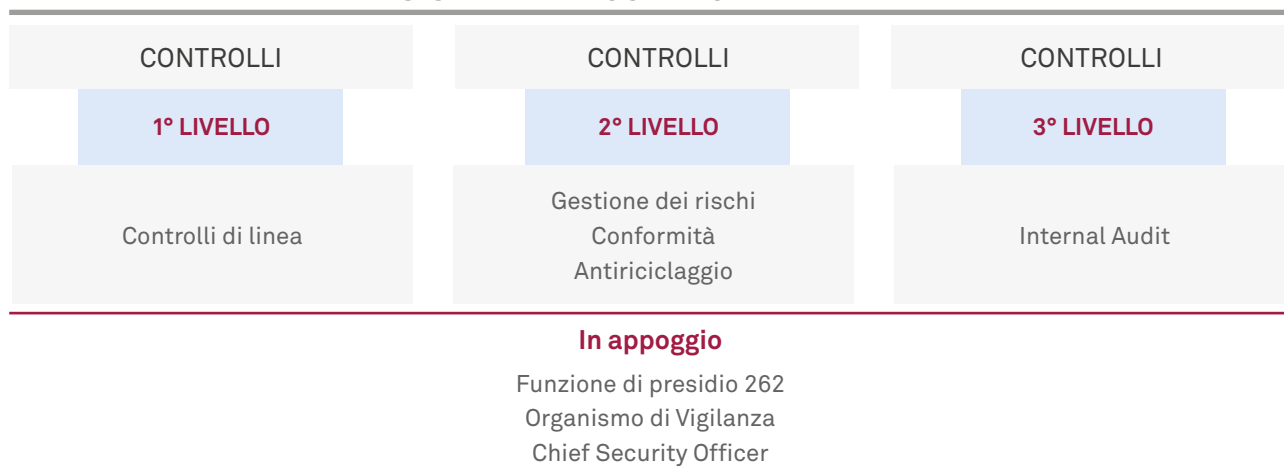 CONTROLLI
1° LIVELLO
Controlli di linea
CONTROLLI
2° LIVELLO
Gestione dei rischi
Conformità
Antiriciclaggio
CONTROLLI
3° LIVELLO
Internal Audit
In appoggio
Funzione di presidio 262
Organismo di Vigilanza
Chief Security Officer